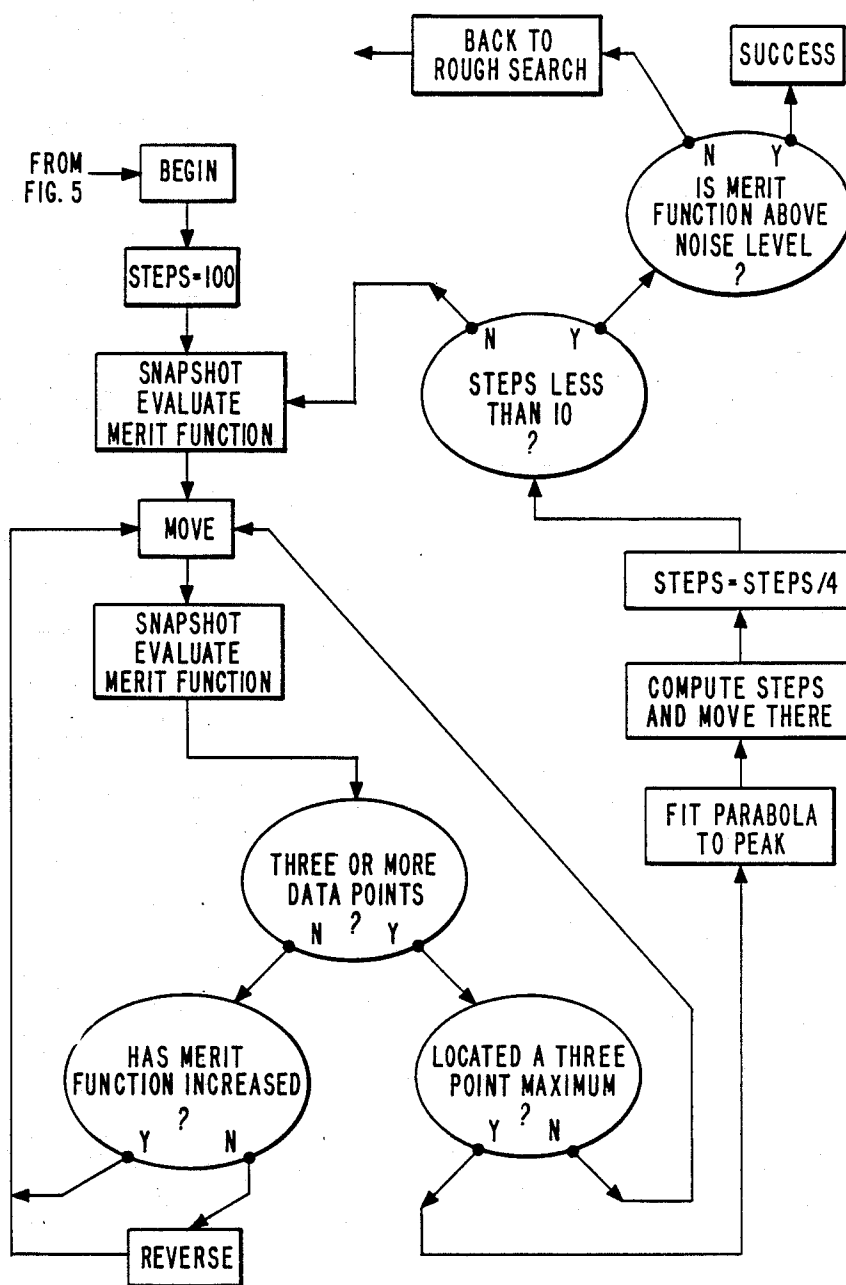 BACK TO
ROUGH SEARCH
SUCCESS
N Y
IS MERIT
FUNCTION ABOVE
NOISE LEVEL
?
FROM
FIG. 5
BEGIN
STEPS=100
N Y
STEPS LESS
THAN 10
?
SNAPSHOT
EVALUATE
MERIT FUNCTION
MOVE
SNAPSHOT
EVALUATE
MERIT FUNCTION
STEPS=STEPS/4
COMPUTE STEPS
AND MOVE THERE
FIT PARABOLA
TO PEAK
THREE OR MORE
DATA POINTS
?
N Y
HAS MERIT
FUNCTION INCREASED
?
Y N
LOCATED A THREE
POINT MAXIMUM
?
Y N
REVERSE